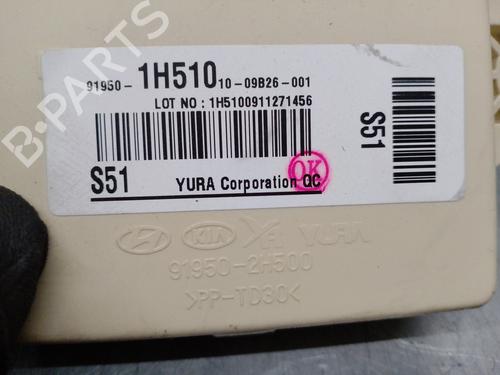 B-PARTS
91950- 1H510 10-09B26-001
LOT NO : 1H5100911271456
S51
S51 YURA Corporation QC
OK
KIA YURA
91950-2H500
>PP-TD30<